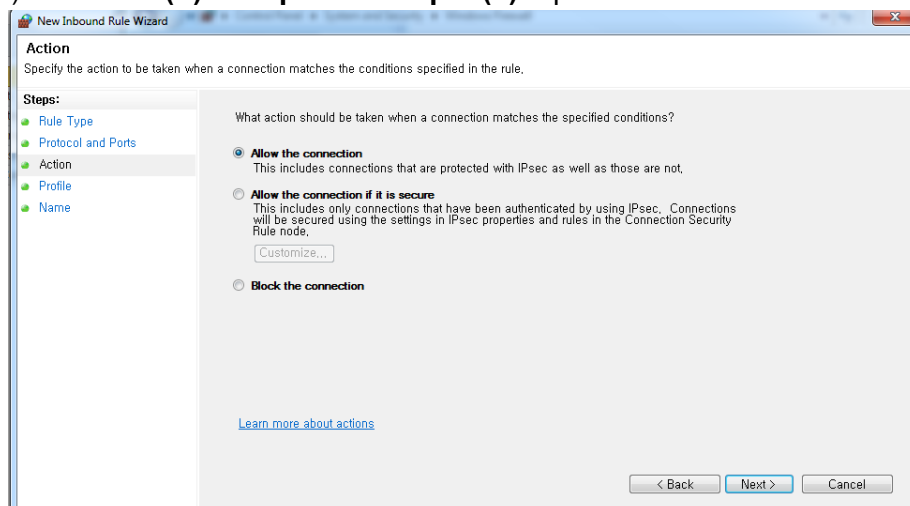 New Inbound Rule Wizard
Action
Specify the action to be taken when a connection matches the conditions specified in the rule,
Steps:
Rule Type
Protocol and Ports
Action
Profile
Name
What action should be taken when a connection matches the specified conditions?
Allow the connection
This includes connections that are protected with IPsec as well as those are not,
Allow the connection if it is secure
This includes only connections that have been authenticated by using IPsec, Connections
will be secured using the settings in IPsec properties and rules in the Connection Security
Rule node,
Customize,,,
Block the connection
Learn more about actions
< Back Next > Cancel